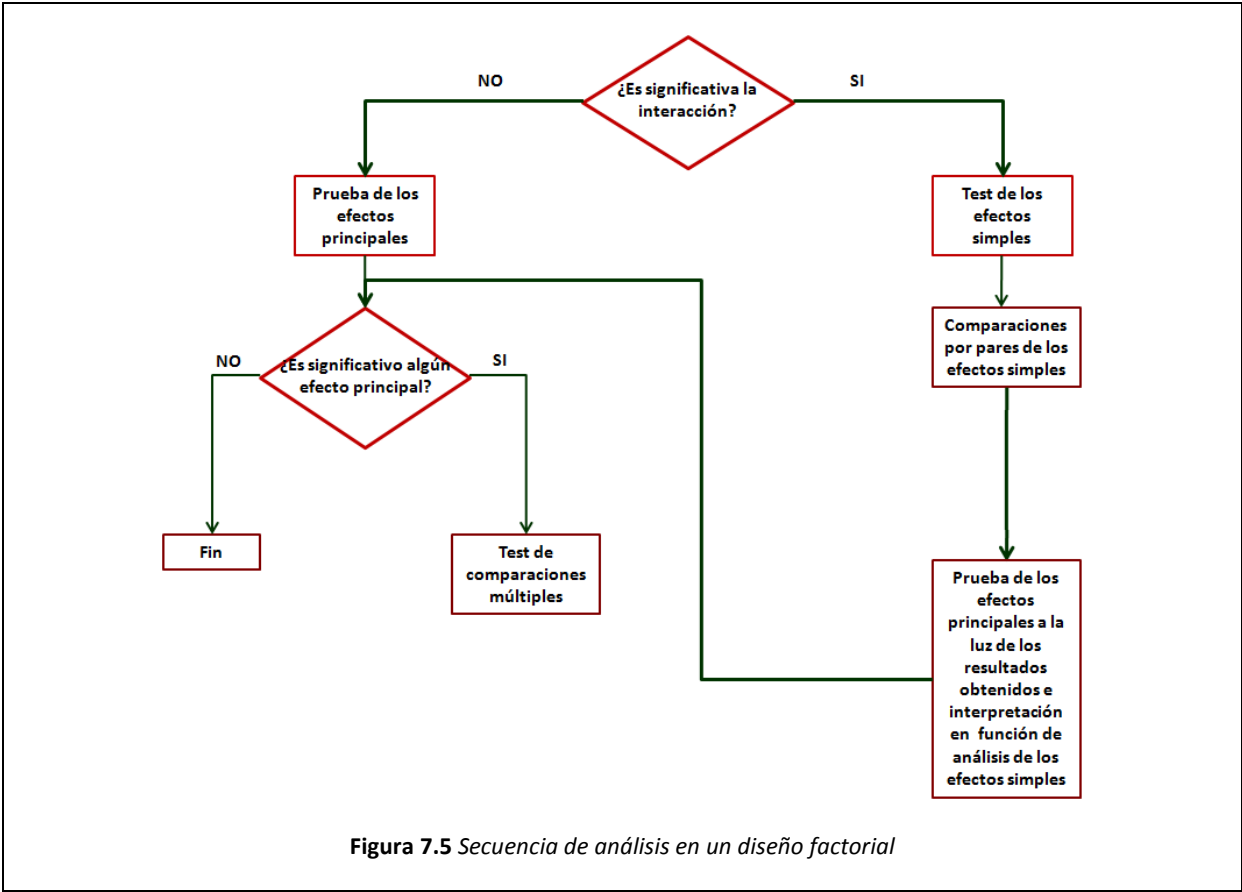 ¿Es significativa la
interacción?
NO
SI
Prueba de los
efectos
principales
Test de los
efectos
simples
¿Es significativo algún
efecto principal?
NO
SI
Comparaciones
por pares de los
efectos simples
Fin
Test de
comparaciones
múltiples
Prueba de los
efectos
principales a la
luz de los
resultados
obtenidos e
interpretación
en función de
análisis de los
efectos simples
Figura 7.5 Secuencia de análisis en un diseño factorial